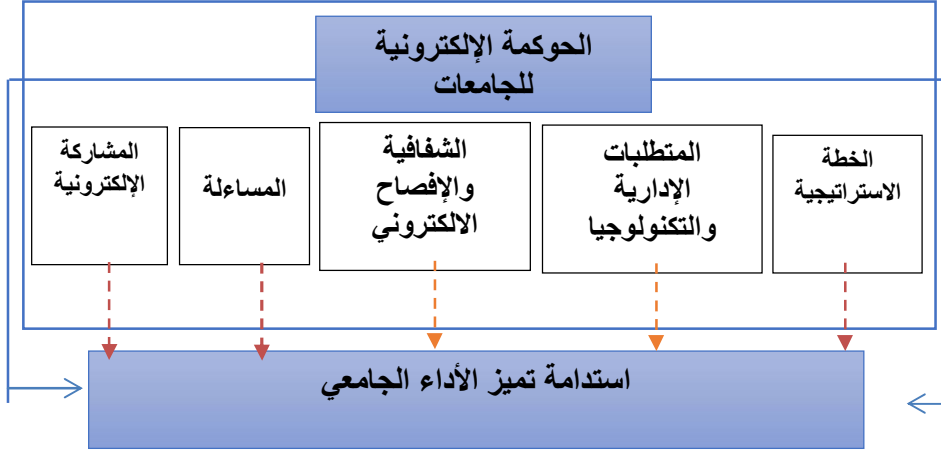 الحوكمة الإلكترونية
للجامعات
الخطة
الاستراتيجية
المتطلبات
الإدارية
والتكنولوجيا
الشفافية
والإفصاح
الالكتروني
المساءلة
المشاركة
الإلكترونية
استدامة تميز الأداء الجامعي